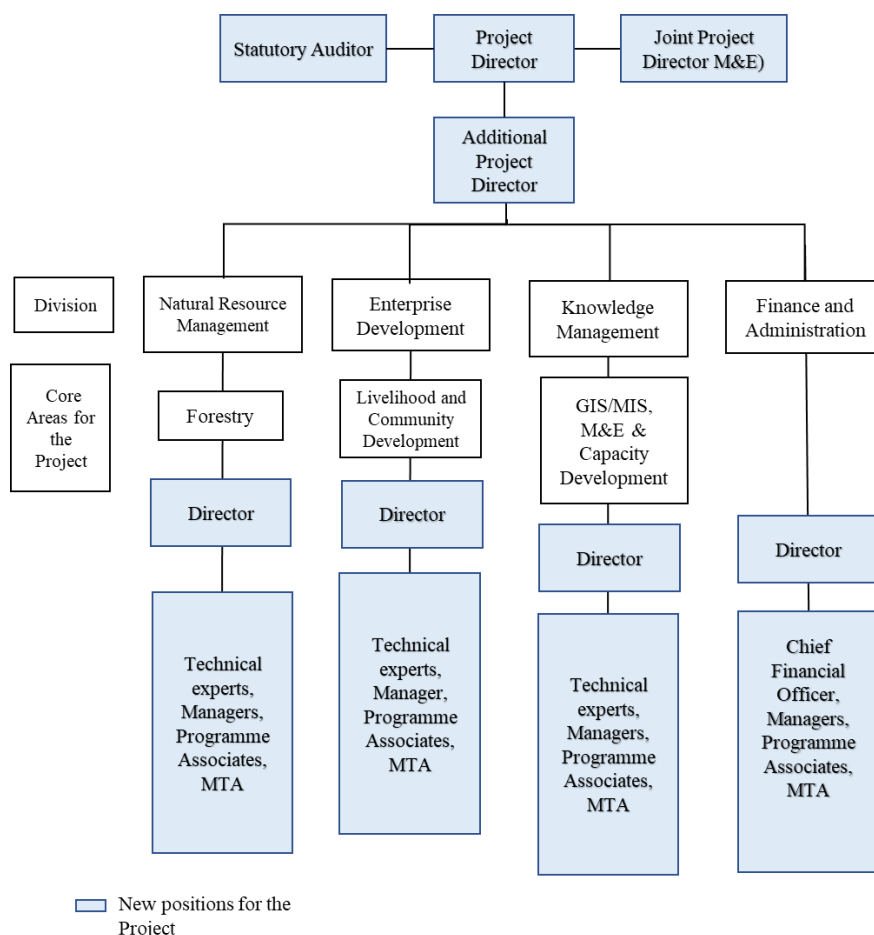 Statutory Auditor
Project
Director
Joint Project
Director M&E)
Additional
Project
Director
Division
Natural Resource
Management
Enterprise
Development
Knowledge
Management
Finance and
Administration
Core
Areas for
the
Project
Forestry
Livelihood and
Community
Development
GIS/MIS,
M&E &
Capacity
Development
Director
Director
Director
Director
Technical
experts,
Managers,
Programme
Associates,
MTA
Technical
experts,
Manager,
Programme
Associates,
MTA
Technical
experts,
Managers,
Programme
Associates,
MTA
Chief
Financial
Officer,
Managers,
Programme
Associates,
MTA
New positions for the
Project